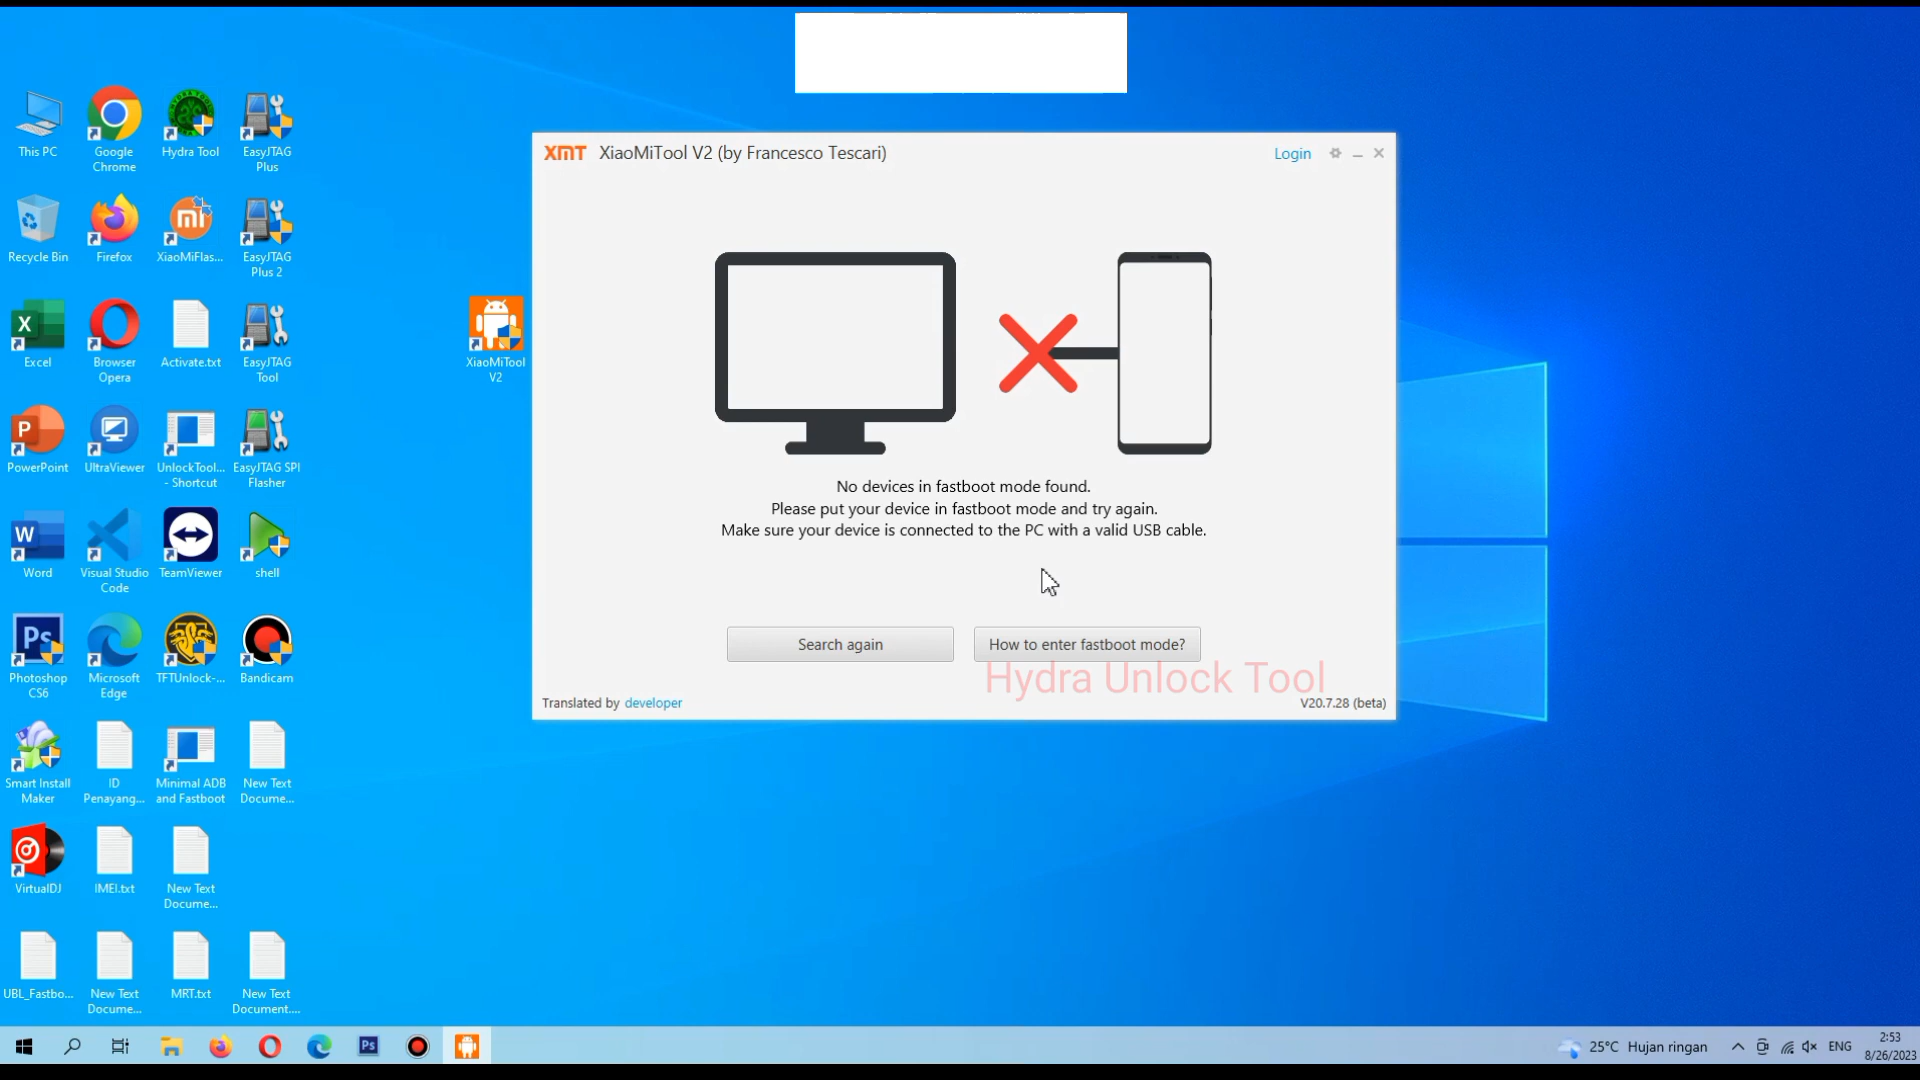 XMT XiaoMiTool V2 (by Francesco Tescari)
Login
No devices in fastboot mode found.
Please put your device in fastboot mode and try again.
Make sure your device is connected to the PC with a valid USB cable.
Search again
How to enter fastboot mode?
Hydra Unlock Tool
Translated by developer
V20.7.28 (beta)
This PC
Google
Chrome
Hydra Tool
EasyJTAG
Plus
Recycle Bin
Firefox
mi
XiaoMiFlas...
EasyJTAG
Plus 2
X
Excel
Browser
Opera
Activate.txt
EasyJTAG
Tool
XiaoMiTool
V2
P
PowerPoint
UltraViewer
UnlockTool...
- Shortcut
EasyJTAG SPI
Flasher
W
Word
Visual Studio
Code
TeamViewer
shell
Ps
Photoshop
CS6
Microsoft
Edge
TFTUnlock-...
Bandicam
Smart Install
Maker
ID
Penayang...
Minimal ADB
and Fastboot
New Text
Docume...
VirtualDJ
IMEI.txt
New Text
Docume...
UBL_Fastbo...
New Text
Docume...
MRT.txt
New Text
Document....
Ps
25°C Hujan ringan
ENG
2:53
8/26/2023